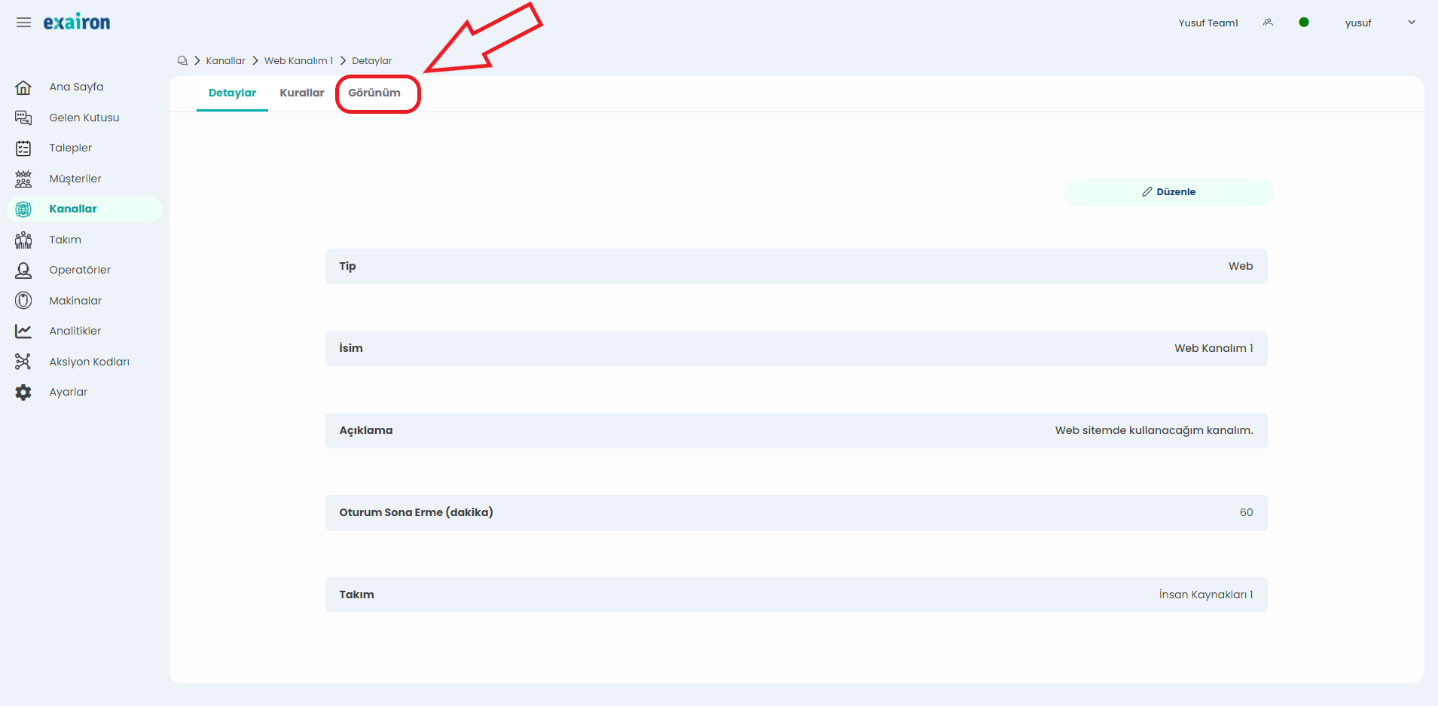 exairon
Yusuf Team1
yusuf
Kanallar
Web Kanalım 1
Detaylar
Ana Sayfa
Gelen Kutusu
Talepler
Müşteriler
Kanallar
Takım
Operatörler
Makinalar
Analitikler
Aksiyon Kodları
Ayarlar
Detaylar
Kurallar
Görünüm
Düzenle
Tip
Web
İsim
Web Kanalım 1
Açıklama
Web sitemde kullanacağım kanalım.
Oturum Sona Erme (dakika)
60
Takım
İnsan Kaynakları 1